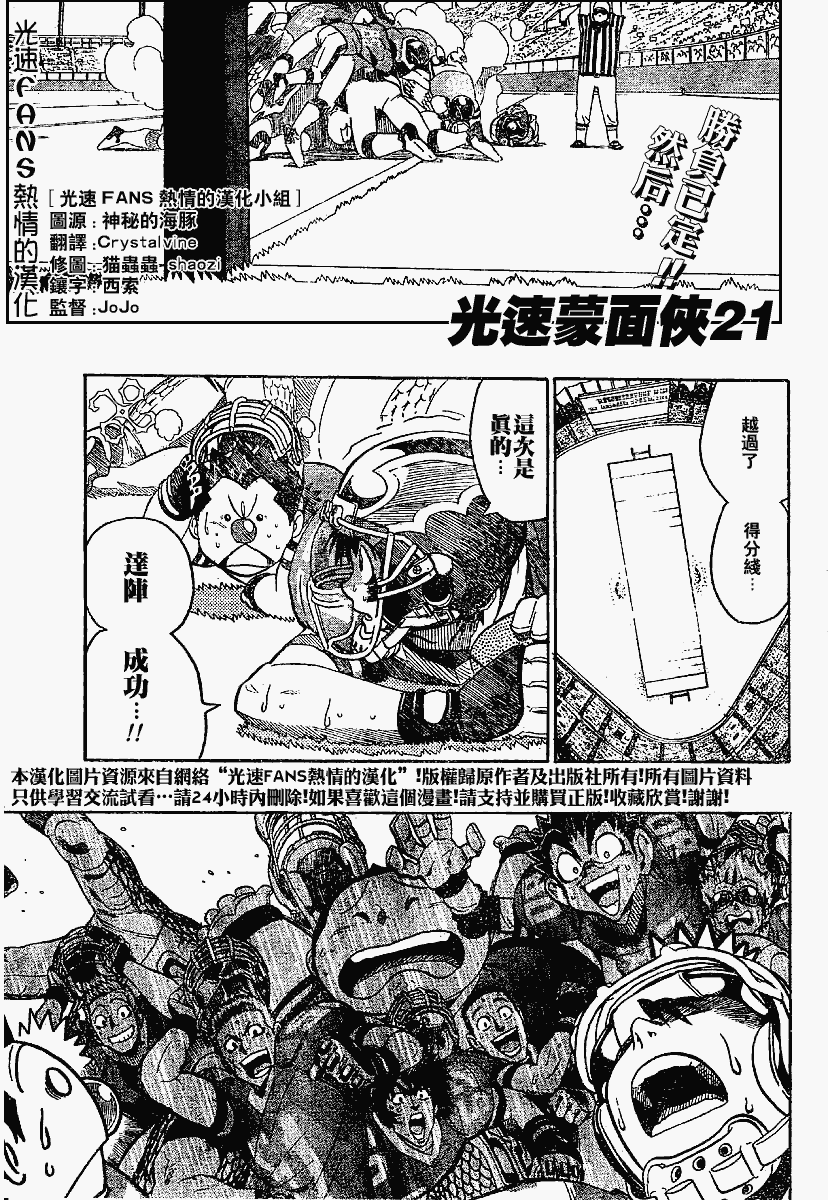 光速FANS熱情的漢化
[光速FANS熱情的漢化小組]
圖源:神秘的海豚
翻譯:Crystalvine
修圖:猫蟲蟲 shaozi
鑲字:西索
監督:JoJo
勝負已定!!
然后…
光速蒙面俠21
越過了
得分綫…
這次是
真的…
達陣
成功…!!
本漢化圖片資源來自網絡“光速FANS熱情的漢化”!版權歸原作者及出版社所有!所有圖片資料
只供學習交流試看…請24小時內刪除!如果喜歡這個漫畫!請支持並購買正版!收藏欣賞!謝謝!